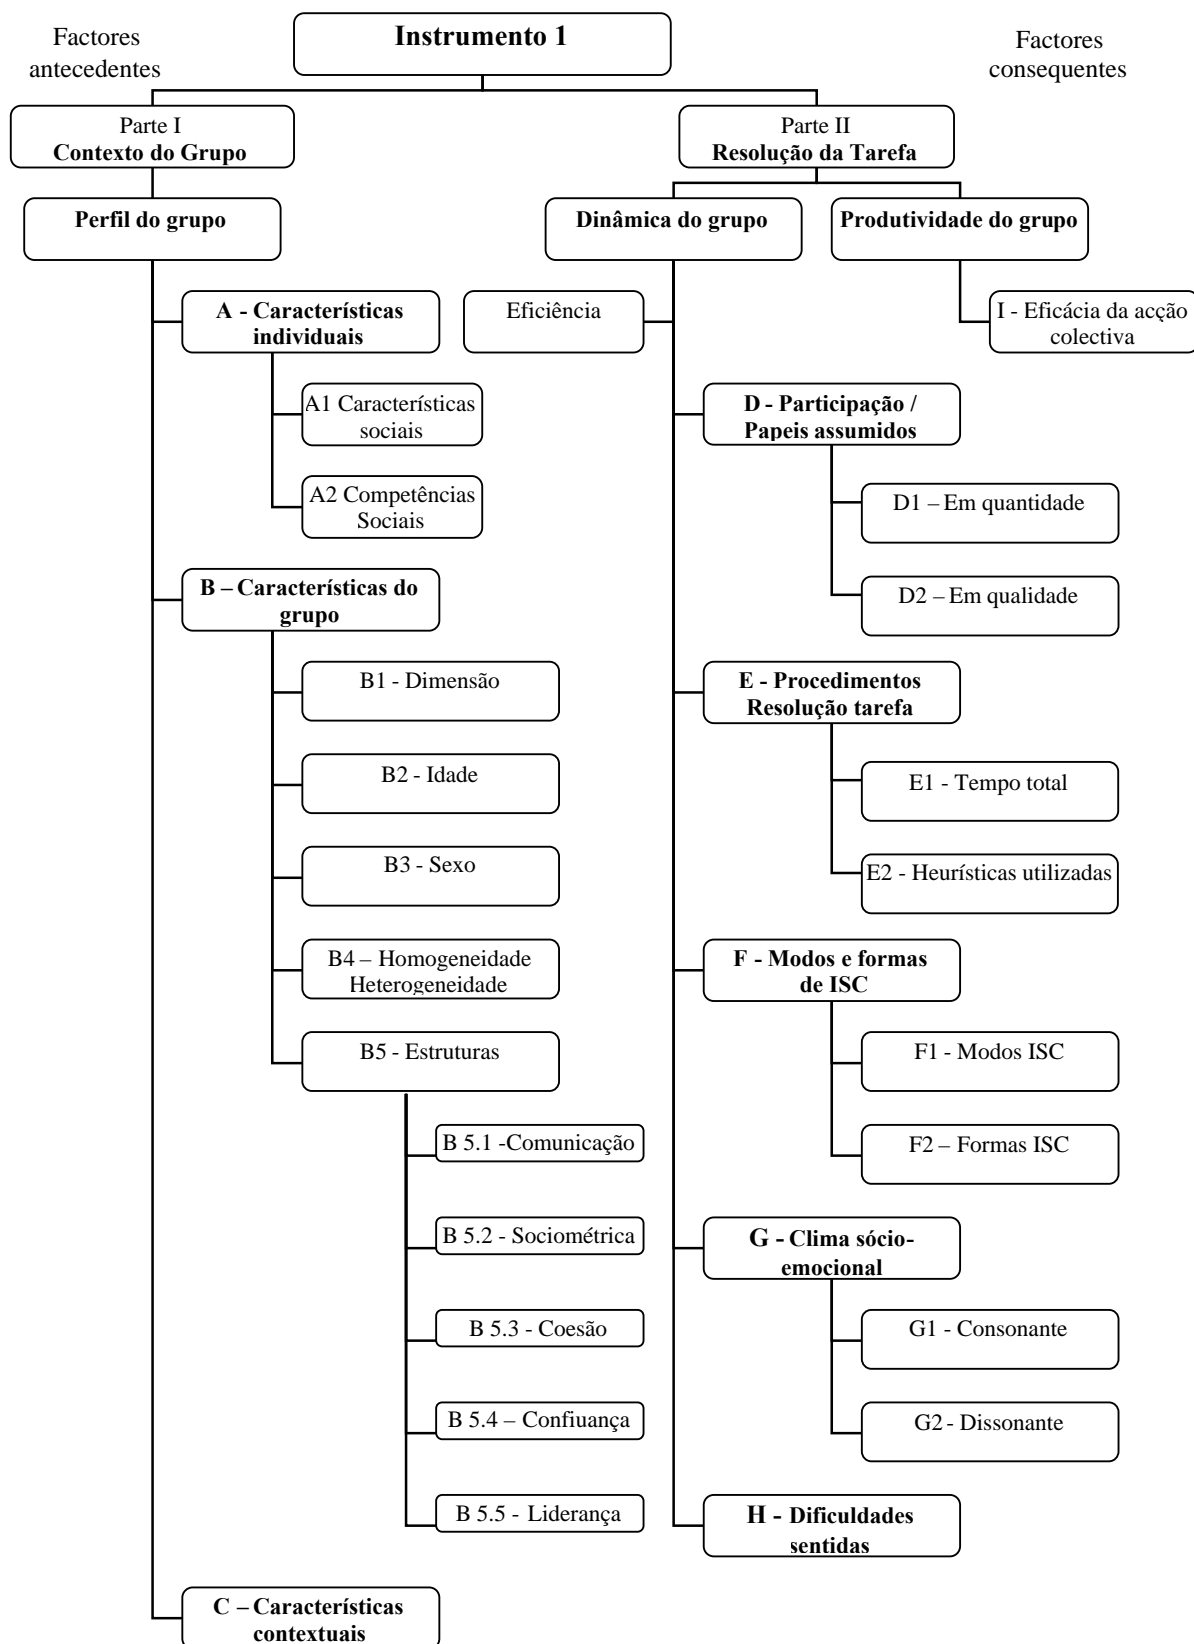 Factores
antecedentes
Instrumento 1
Factores
consequentes
Parte I
Contexto do Grupo
Parte II
Resolução da Tarefa
Perfil do grupo
Dinâmica do grupo
Produtividade do grupo
A - Características
individuais
Eficiência
I - Eficácia da acção
colectiva
A1 Características
sociais
D - Participação /
Papeis assumidos
A2 Competências
Sociais
D1 – Em quantidade
B – Características do
grupo
D2 – Em qualidade
B1 - Dimensão
E - Procedimentos
Resolução tarefa
B2 - Idade
E1 - Tempo total
B3 - Sexo
E2 - Heurísticas utilizadas
B4 – Homogeneidade
Heterogeneidade
F - Modos e formas
de ISC
B5 - Estruturas
F1 - Modos ISC
B 5.1 -Comunicação
F2 – Formas ISC
B 5.2 - Sociométrica
G - Clima sócio-
emocional
B 5.3 - Coesão
G1 - Consonante
B 5.4 – Confiuança
G2 - Dissonante
B 5.5 - Liderança
H - Dificuldades
sentidas
C – Características
contextuais